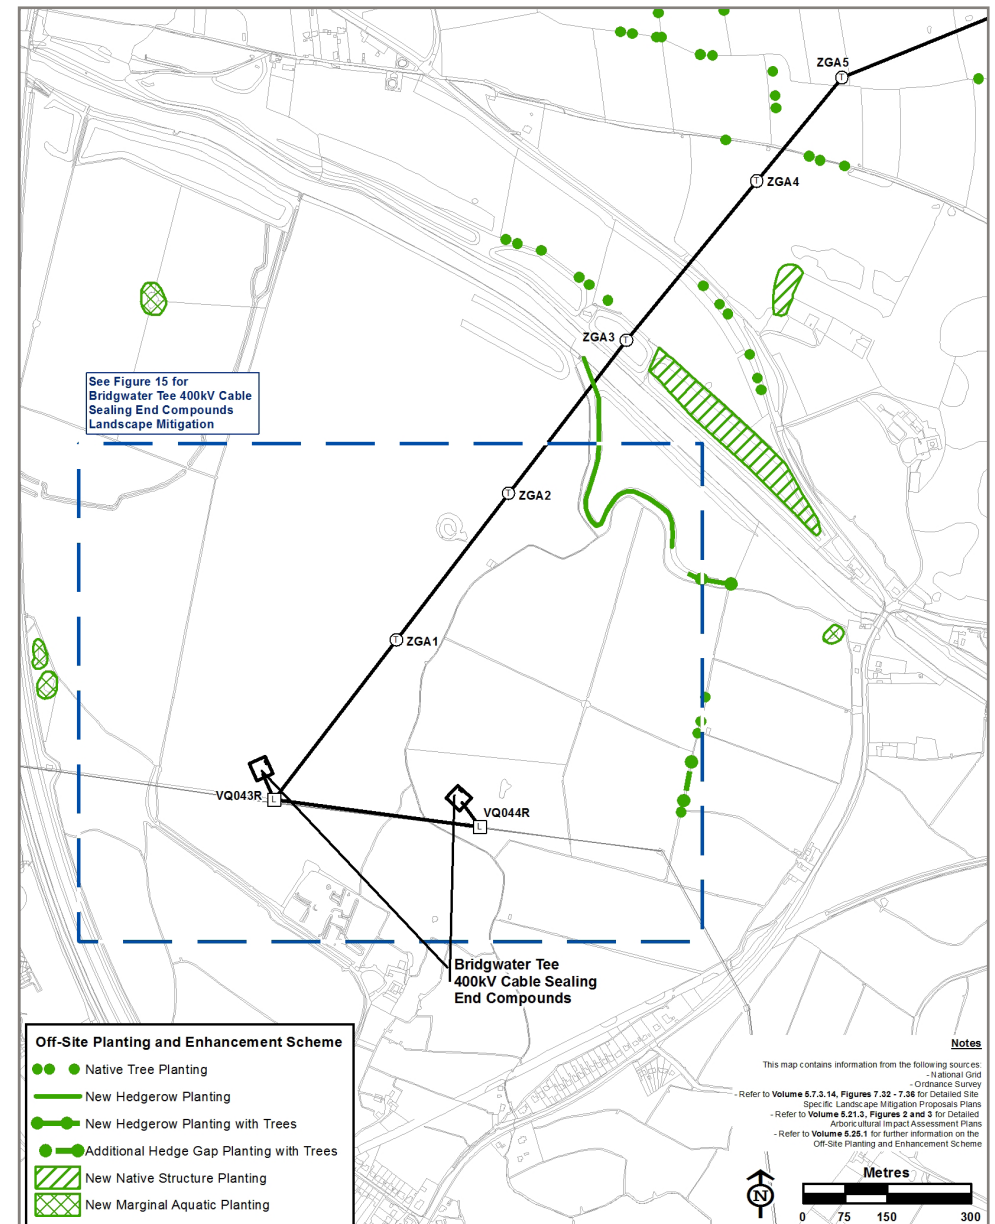 ZGA5
T
ZGA4
T
ZGA3
T
See Figure 15 for
Bridgwater Tee 400kV Cable
Sealing End Compounds
Landscape Mitigation
T
ZGA2
T
ZGA1
VQ043R
L
VQ044R
L
Bridgwater Tee
400kV Cable Sealing
End Compounds
Off-Site Planting and Enhancement Scheme
Native Tree Planting
New Hedgerow Planting
New Hedgerow Planting with Trees
Additional Hedge Gap Planting with Trees
New Native Structure Planting
New Marginal Aquatic Planting
Notes
This map contains information from the following sources:
- National Grid
- Ordnance Survey
- Refer to Volume 5.7.3.14, Figures 7.32 - 7.36 for Detailed Site
Specific Landscape Mitigation Proposals Plans
- Refer to Volume 5.21.3, Figures 2 and 3 for Detailed
Arboricultural Impact Assessment Plans
- Refer to Volume 5.25.1 for further information on the
Off-Site Planting and Enhancement Scheme
N
Metres
0 75 150 300